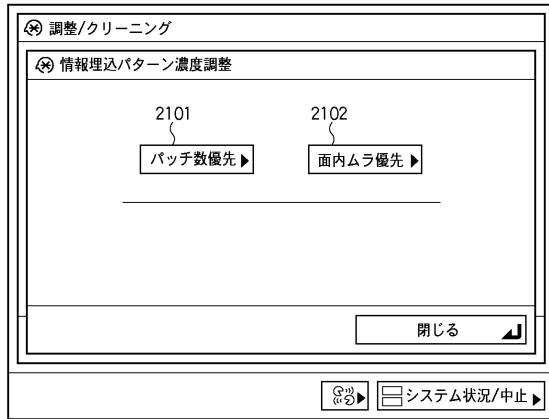 調整/クリーニング
情報埋込パターン濃度調整
2101
2102
パッチ数優先
面内ムラ優先
閉じる
システム状況/中止